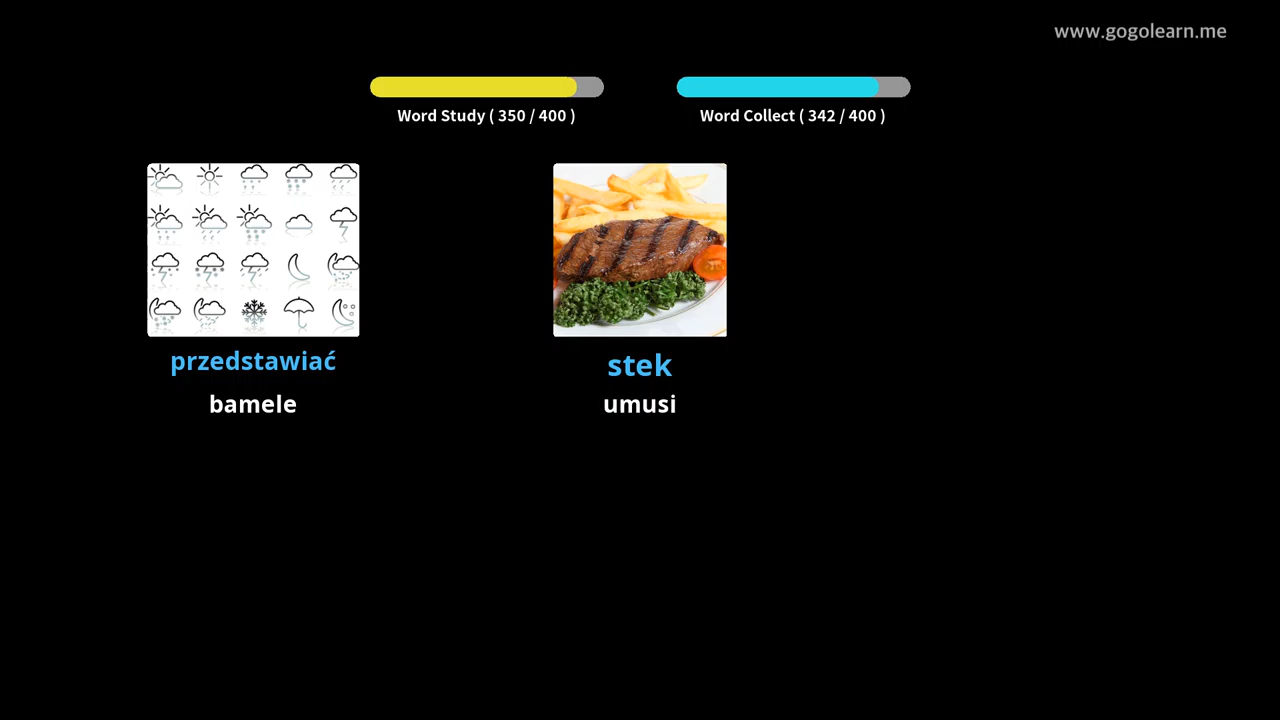 www.gogolearn.me
Word Study ( 350 / 400 )
Word Collect ( 342 / 400 )
przedstawiać
bamele
stek
umusi